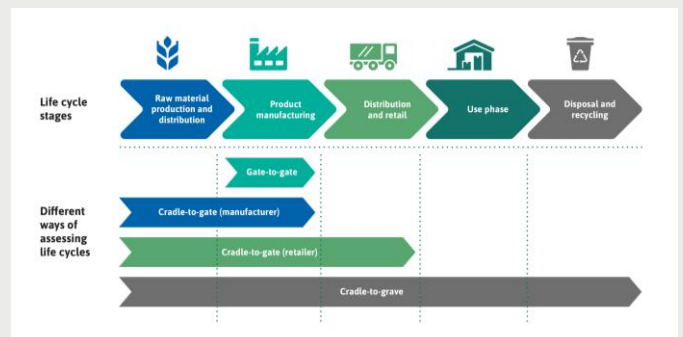 Life cycle
stages
Raw material
production and
distribution
Product
manufacturing
Distribution
and retail
Use phase
Disposal and
recycling
Different
ways of
assessing
life cycles
Gate-to-gate
Cradle-to-gate (manufacturer)
Cradle-to-gate (retailer)
Cradle-to-grave